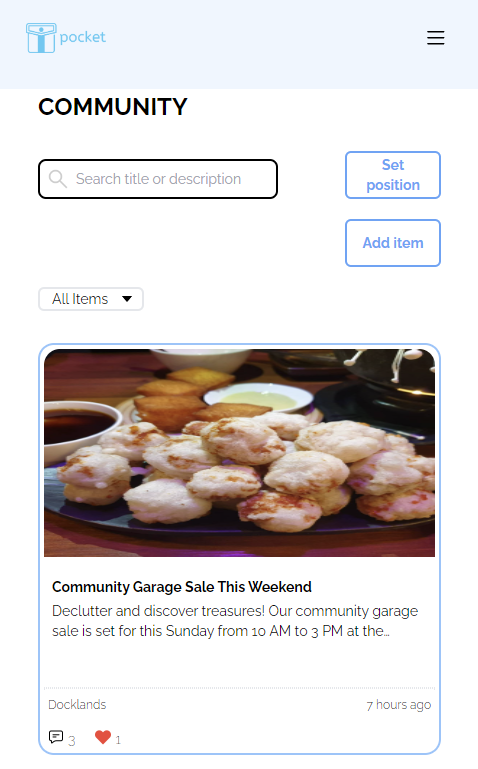 pocket
COMMUNITY
Search title or description
Set
position
Add item
All Items
Community Garage Sale This Weekend
Declutter and discover treasures! Our community garage
sale is set for this Sunday from 10 AM to 3 PM at the...
Docklands
7 hours ago
3
1